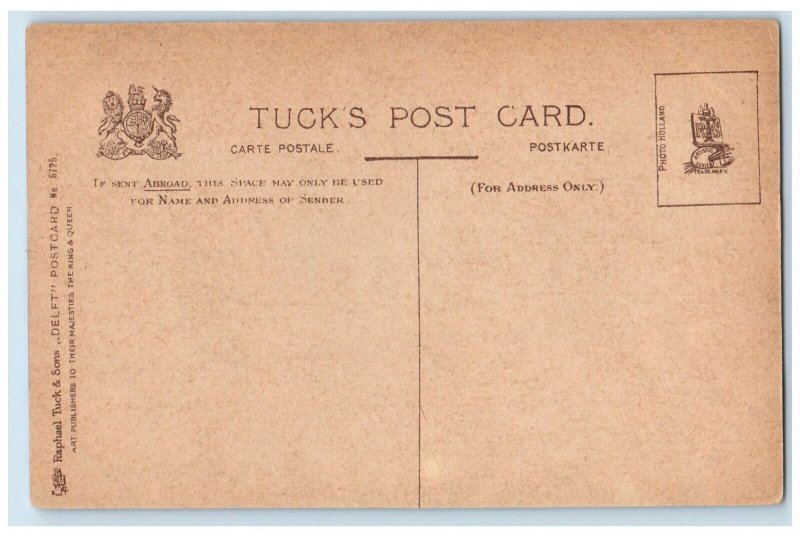 TUCK'S POST CARD.
CARTE POSTALE.
POSTKARTE
IF SENT ABROAD, THIS SPACE MAY ONLY BE USED
FOR NAME AND ADDRESS OF SENDER.
(FOR ADDRESS ONLY.)
PHOTO HOLLAND
TRADE MARK
Raphael Tuck & Sons „DELFT" POSTCARD No. 6725.
ART PUBLISHERS TO THEIR MAJESTIES THE KING & QUEEN